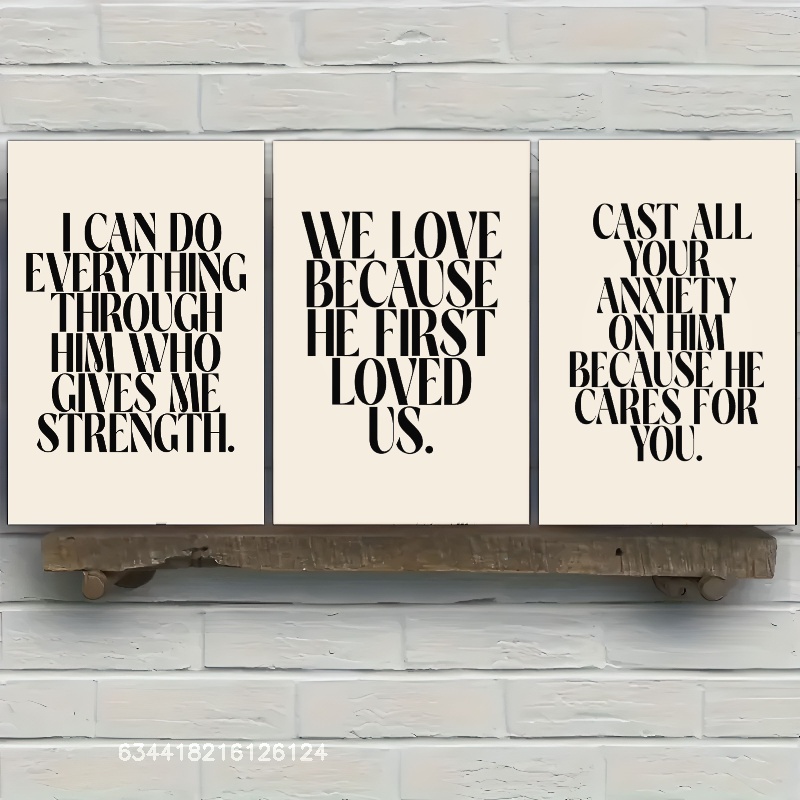 I CAN DO
EVERYTHING
THROUGH
HIM WHO
GIVES ME
STRENGTH.
WE LOVE
BECAUSE
HE FIRST
LOVED
US.
CAST ALL
YOUR
ANXIETY
ON HIM
BECAUSE HE
CARES FOR
YOU.
634418216126124